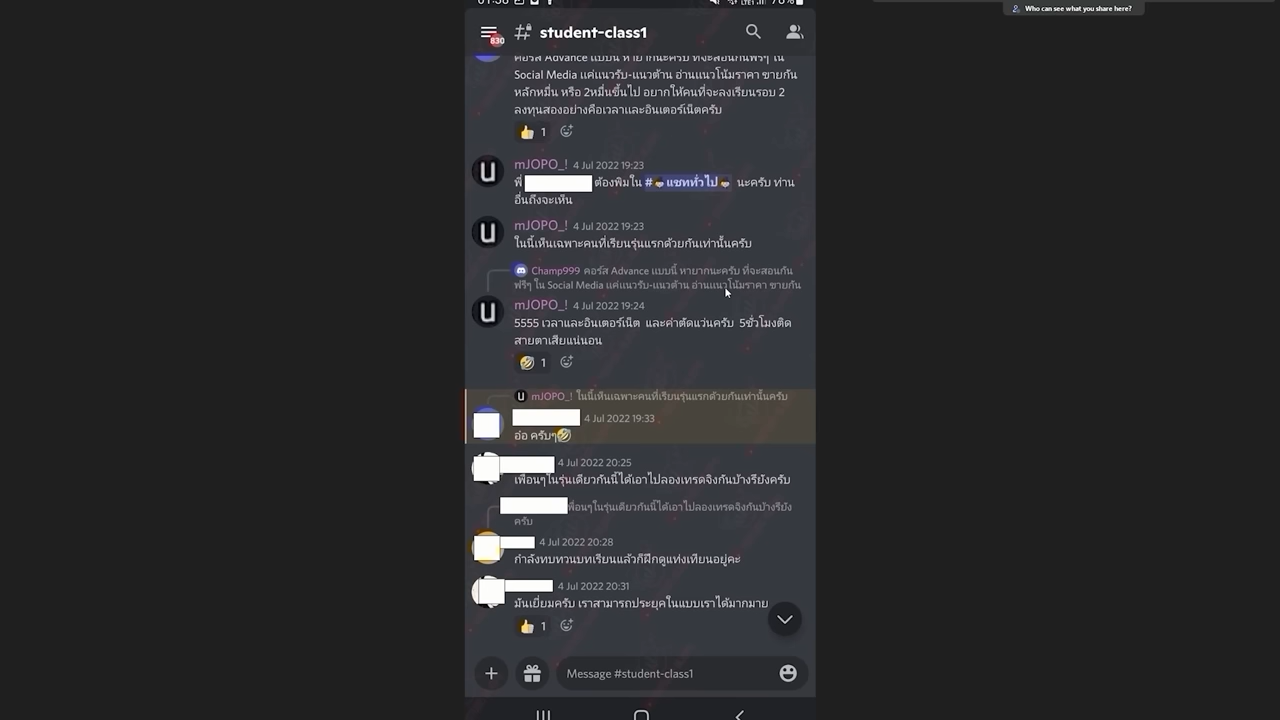 Who can see what you share here?
830
student-class1
คอร์ส Advance แบบนี้ หายากนะครับ ที่จะสอนกันฟรีๆ ใน
Social Media แค่แนวรับ-แนวต้าน อ่านแนวโน้มราคา ขายกัน
หลักหมื่น หรือ 2หมื่นขึ้นไป อยากให้คนที่จะลงเรียนรอบ 2
ลงทุนสองอย่างคือเวลาและอินเตอร์เน็ตครับ
1
mJOPO_! 4 Jul 2022 19:23
พี่ ต้องพิมใน #แชททั่วไป นะครับ ท่าน
อื่นถึงจะเห็น
mJOPO_! 4 Jul 2022 19:23
ในนี้เห็นเฉพาะคนที่เรียนรุ่นแรกด้วยกันเท่านั้นครับ
Champ999 คอร์ส Advance แบบนี้ หายากนะครับ ที่จะสอนกัน
ฟรีๆ ใน Social Media แค่แนวรับ-แนวต้าน อ่านแนวโน้มราคา ขายกัน
mJOPO_! 4 Jul 2022 19:24
5555 เวลาและอินเตอร์เน็ต และค่าตัดแว่นครับ 5ชั่วโมงติด
สายตาเสียแน่นอน
1
mJOPO_! ในนี้เห็นเฉพาะคนที่เรียนรุ่นแรกด้วยกันเท่านั้นครับ
4 Jul 2022 19:33
อ๋อ ครับๆ
4 Jul 2022 20:25
เพื่อนๆในรุ่นเดียวกันนี้ได้เอาไปลองเทรดจิงกันบ้างรึยังครับ
พื่อนๆในรุ่นเดียวกันนี้ได้เอาไปลองเทรดจิงกันบ้างรึยัง
ครับ
4 Jul 2022 20:28
กำลังทบทวนบทเรียนแล้วก็ฝึกดูแท่งเทียนอยู่คะ
4 Jul 2022 20:31
มันเยี่ยมครับ เราสามารถประยุคในแบบเราได้มากมาย
1
Message #student-class1